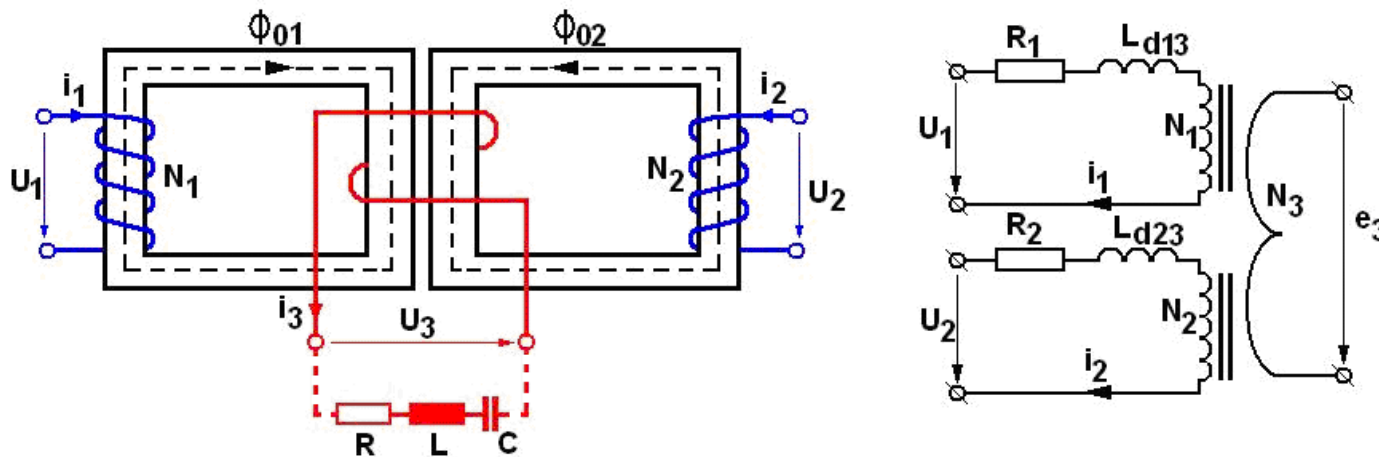 ϕ01 ϕ02
i1 i2
U1 N1 N2 U2
i3 U3
R L C
R1 Ld13
U1 N1
i1 N3
R2 Ld23 e3
U2 N2
i2